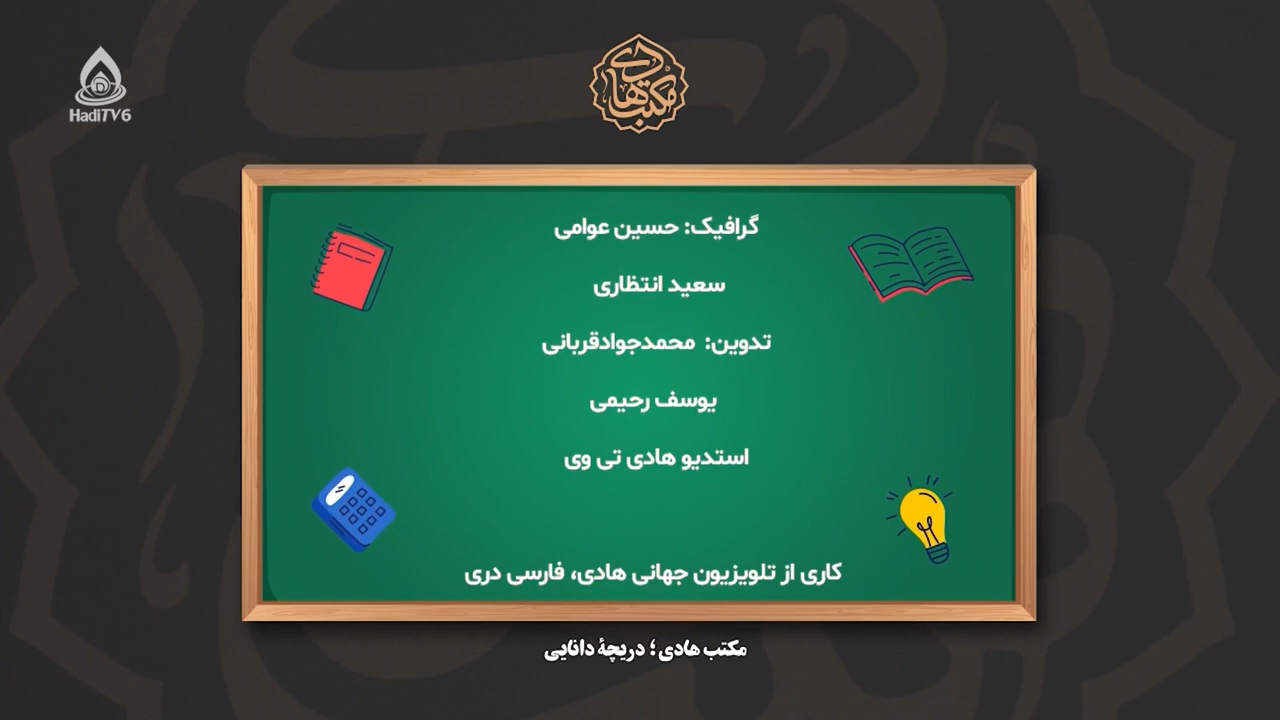 HadiTV6
مکتب هادی
گرافیک: حسین عوامی
سعید انتظاری
تدوین: محمدجوادقربانی
یوسف رحیمی
استدیو هادی تی وی
کاری از تلویزیون جهانی هادی، فارسی دری
مکتب هادی؛ دریچهٔ دانایی